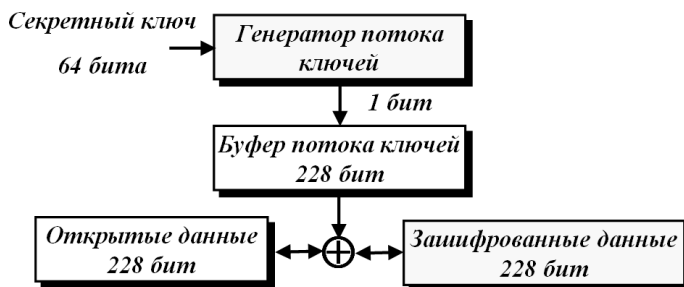 Секретный ключ
64 бита
Генератор потока
ключей
1 бит
Буфер потока ключей
228 бит
Открытые данные
228 бит
Зашифрованные данные
228 бит